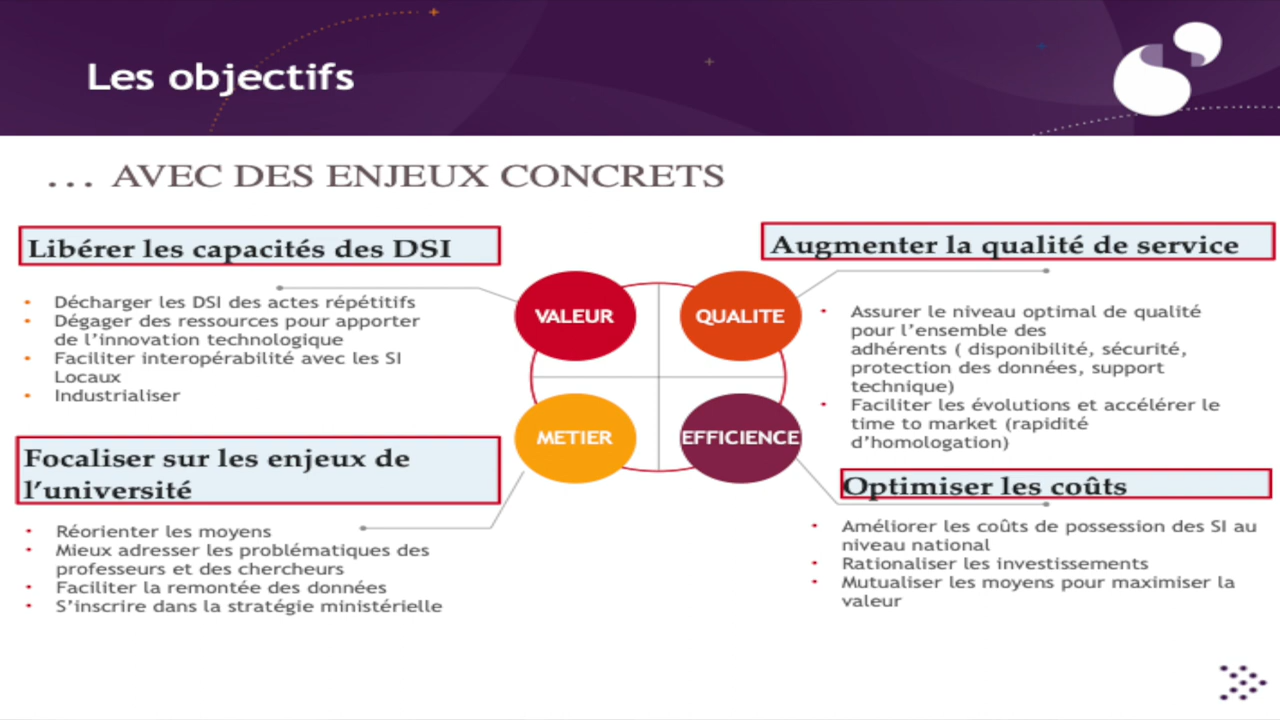 Les objectifs
... AVEC DES ENJEUX CONCRETS
Libérer les capacités des DSI
Décharger les DSI des actes répétitifs
Dégager des ressources pour apporter
de l’innovation technologique
Faciliter interopérabilité avec les SI
Locaux
Industrialiser
Focaliser sur les enjeux de
l’université
Réorienter les moyens
Mieux adresser les problématiques des
professeurs et des chercheurs
Faciliter la remontée des données
S’inscrire dans la stratégie ministérielle
VALEUR
QUALITE
METIER
EFFICIENCE
Augmenter la qualité de service
Assurer le niveau optimal de qualité
pour l’ensemble des
adhérents ( disponibilité, sécurité,
protection des données, support
technique)
Faciliter les évolutions et accélérer le
time to market (rapidité
d’homologation)
Optimiser les coûts
Améliorer les coûts de possession des SI au
niveau national
Rationaliser les investissements
Mutualiser les moyens pour maximiser la
valeur